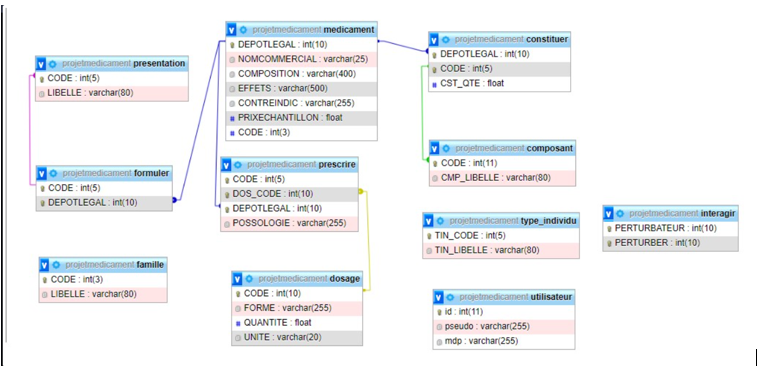 projetmedicament presentation
CODE : int(5)
LIBELLE : varchar(80)
projetmedicament formuler
CODE : int(5)
DEPOTLEGAL : int(10)
projetmedicament famille
CODE : int(3)
LIBELLE : varchar(80)
projetmedicament medicament
DEPOTLEGAL : int(10)
NOMCOMMERCIAL : varchar(25)
COMPOSITION : varchar(400)
EFFETS : varchar(500)
CONTREINDIC : varchar(255)
PRIXECHANTILLON : float
CODE : int(3)
projetmedicament prescrire
CODE : int(5)
DOS_CODE : int(10)
DEPOTLEGAL : int(10)
POSSOLOGIE : varchar(255)
projetmedicament dosage
CODE : int(10)
FORME : varchar(255)
QUANTITE : float
UNITE : varchar(20)
projetmedicament constituer
DEPOTLEGAL : int(10)
CODE : int(5)
CST_QTE : float
projetmedicament composant
CODE : int(11)
CMP_LIBELLE : varchar(80)
projetmedicament type_individu
TIN_CODE : int(5)
TIN_LIBELLE : varchar(80)
projetmedicament utilisateur
id : int(11)
pseudo : varchar(255)
mdp : varchar(255)
projetmedicament interagir
PERTURBATEUR : int(10)
PERTURBER : int(10)